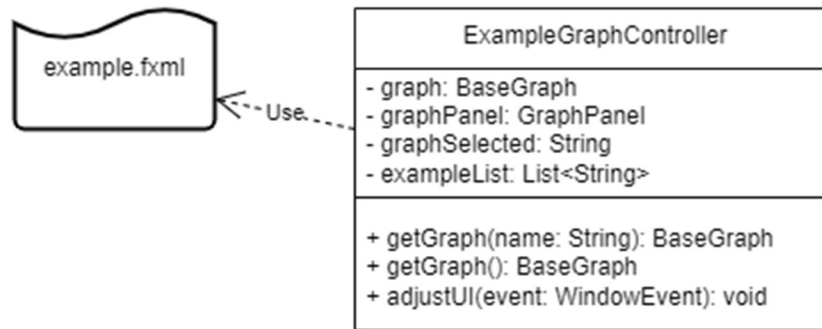 example.fxml
Use
ExampleGraphController
- graph: BaseGraph
- graphPanel: GraphPanel
- graphSelected: String
- exampleList: List<String>
+ getGraph(name: String): BaseGraph
+ getGraph(): BaseGraph
+ adjustUI(event: WindowEvent): void